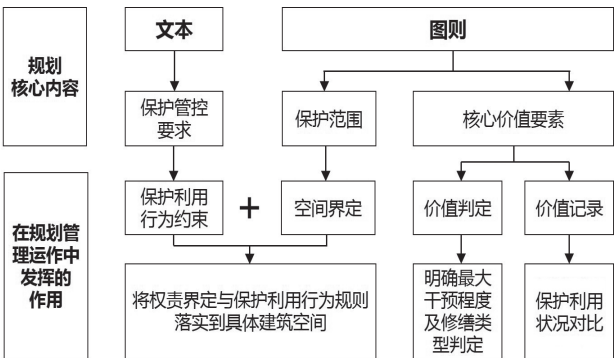 文本
图则
规划
核心内容
保护管控
要求
保护范围
核心价值要素
在规划管
理运作中
发挥的
作用
保护利用
行为约束
+
空间界定
价值判定
价值记录
将权责界定与保护利用行为规则
落实到具体建筑空间
明确最大
干预程度
及修缮类
型判定
保护利用
状况对比